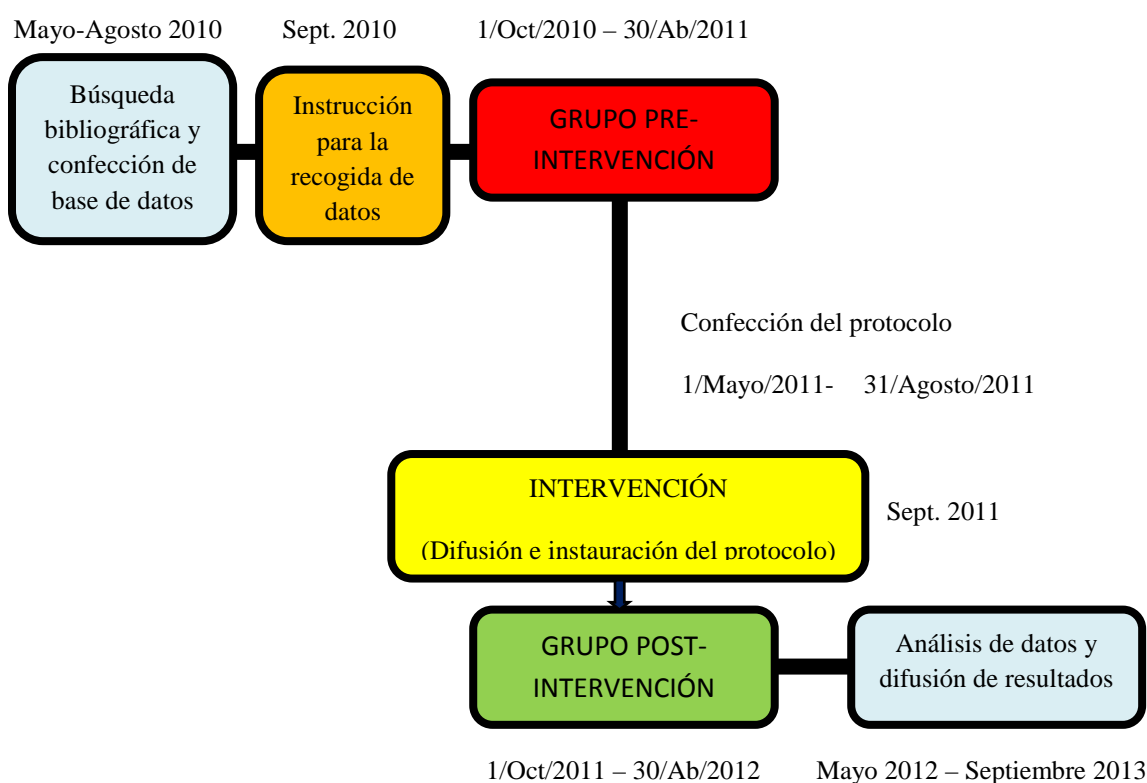 Mayo-Agosto 2010
Sept. 2010
1/Oct/2010 – 30/Ab/2011
Búsqueda
bibliográfica y
confección de
base de datos
Instrucción
para la
recogida de
datos
GRUPO PRE-
INTERVENCIÓN
Confección del protocolo
1/Mayo/2011- 31/Agosto/2011
INTERVENCIÓN
(Difusión e instauración del protocolo)
Sept. 2011
GRUPO POST-
INTERVENCIÓN
Análisis de datos y
difusión de resultados
1/Oct/2011 – 30/Ab/2012
Mayo 2012 – Septiembre 2013